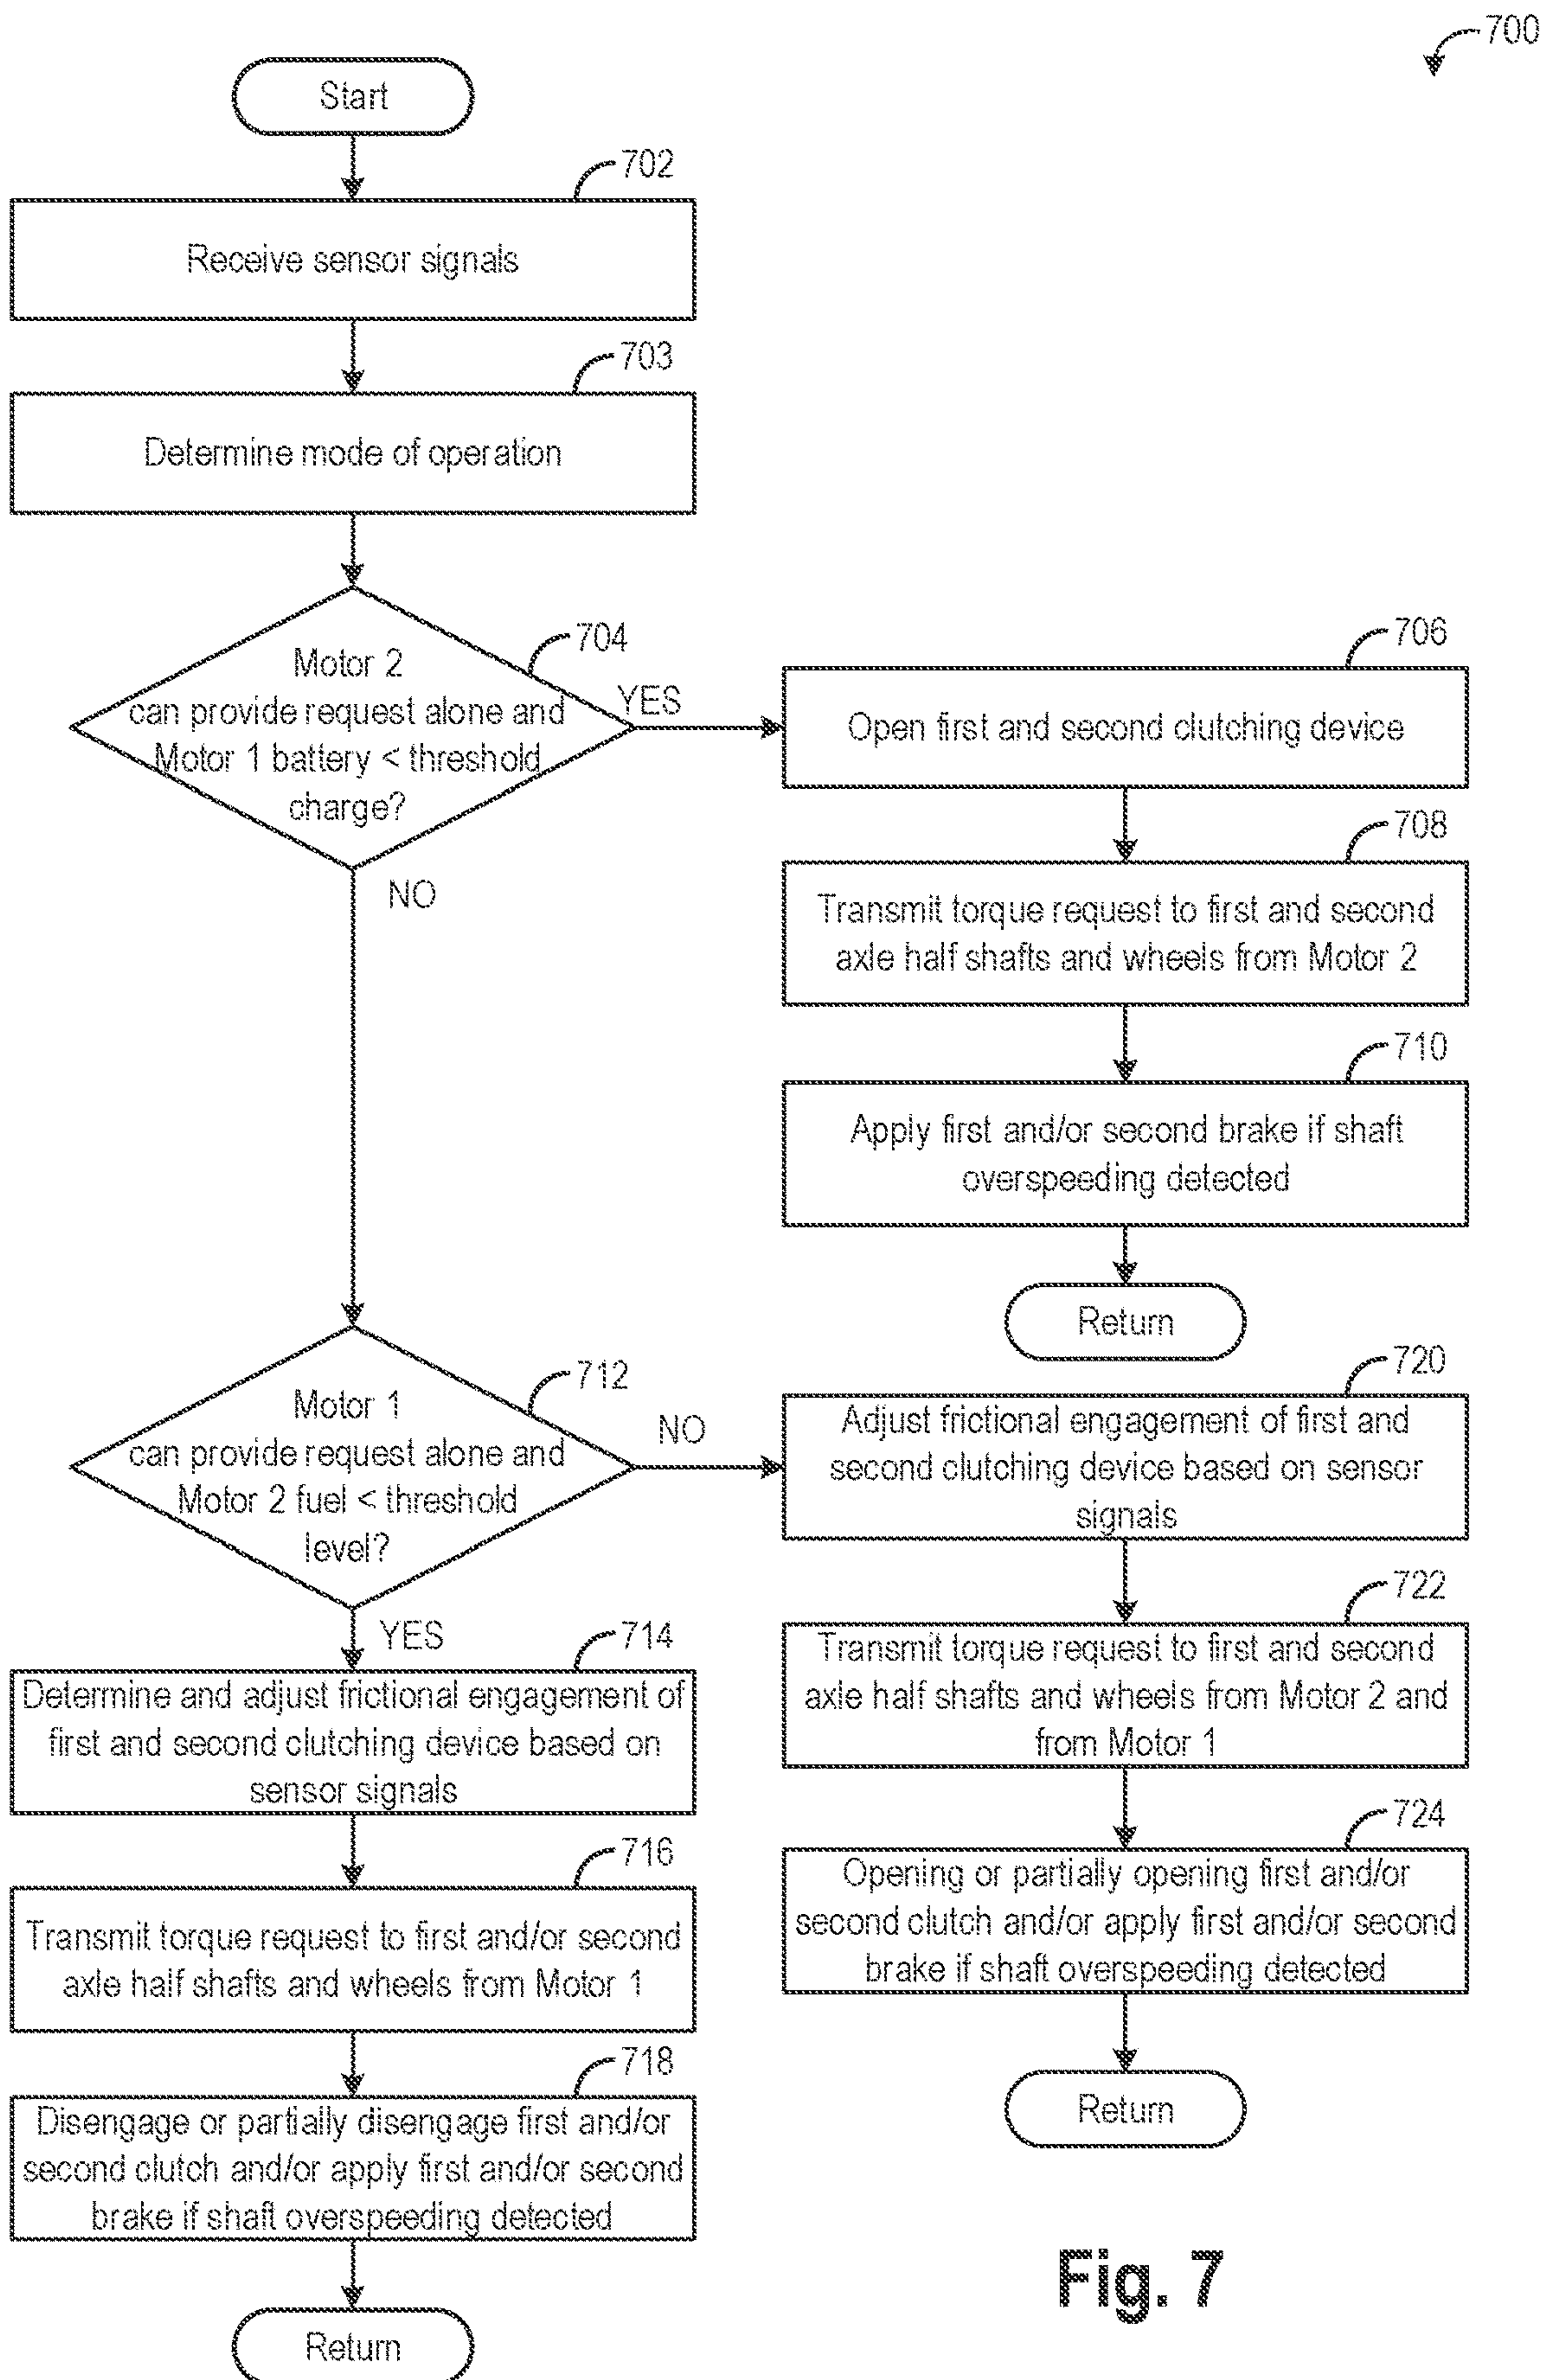 700
Start
702
Receive sensor signals
703
Determine mode of operation
704
Motor 2
can provide request alone and
Motor 1 battery < threshold
charge?
YES
NO
706
Open first and second clutching device
708
Transmit torque request to first and second
axle half shafts and wheels from Motor 2
710
Apply first and/or second brake if shaft
overspeeding detected
Return
712
Motor 1
can provide request alone and
Motor 2 fuel < threshold
level?
NO
YES
720
Adjust frictional engagement of first and
second clutching device based on sensor
signals
722
Transmit torque request to first and second
axle half shafts and wheels from Motor 2 and
from Motor 1
724
Opening or partially opening first and/or
second clutch and/or apply first and/or second
brake if shaft overspeeding detected
Return
714
Determine and adjust frictional engagement of
first and second clutching device based on
sensor signals
716
Transmit torque request to first and/or second
axle half shafts and wheels from Motor 1
718
Disengage or partially disengage first and/or
second clutch and/or apply first and/or second
brake if shaft overspeeding detected
Return
Fig. 7